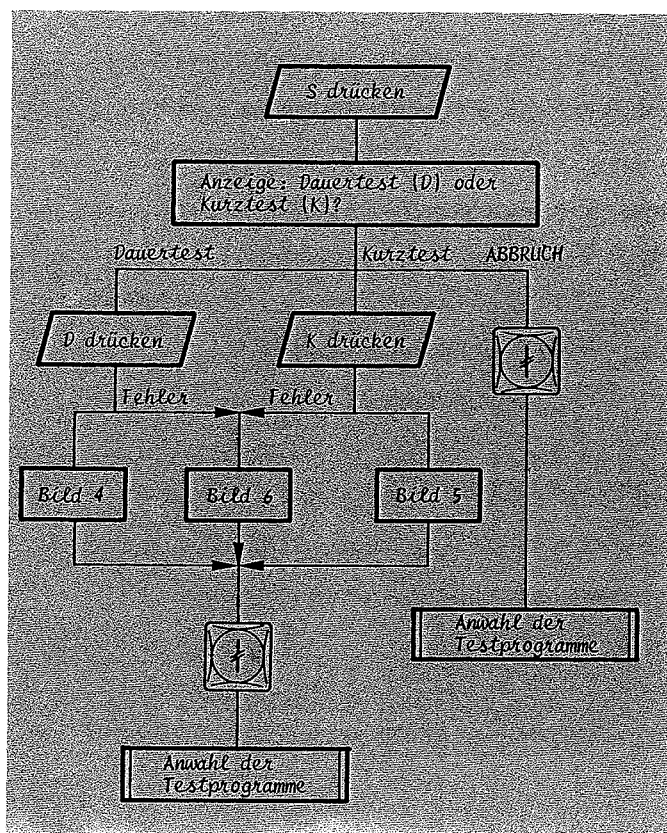 S drücken
Anzeige: Dauertest (D) oder
Kurztest (K)?
Dauertest
Kurztest
ABBRUCH
D drücken
K drücken
Fehler
Fehler
Bild 4
Bild 6
Bild 5
Anwahl der
Testprogramme
Anwahl der
Testprogramme